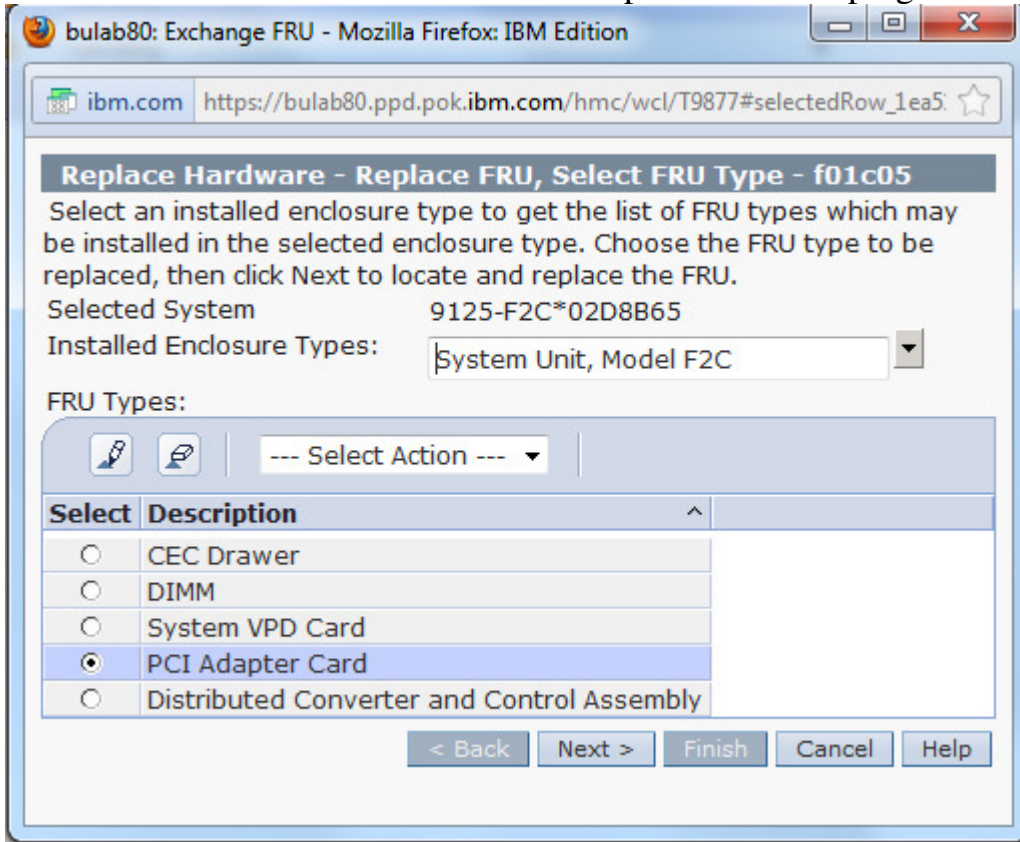 bulab80: Exchange FRU - Mozilla Firefox: IBM Edition
ibm.com https://bulab80.ppd.pok.ibm.com/hmc/wcl/T9877#selectedRow_1ea5
Replace Hardware - Replace FRU, Select FRU Type - f01c05
Select an installed enclosure type to get the list of FRU types which may
be installed in the selected enclosure type. Choose the FRU type to be
replaced, then click Next to locate and replace the FRU.
Selected System 9125-F2C*02D8B65
Installed Enclosure Types: System Unit, Model F2C
FRU Types:
--- Select Action ---
Select Description
CEC Drawer
DIMM
System VPD Card
PCI Adapter Card
Distributed Converter and Control Assembly
< Back Next > Finish Cancel Help